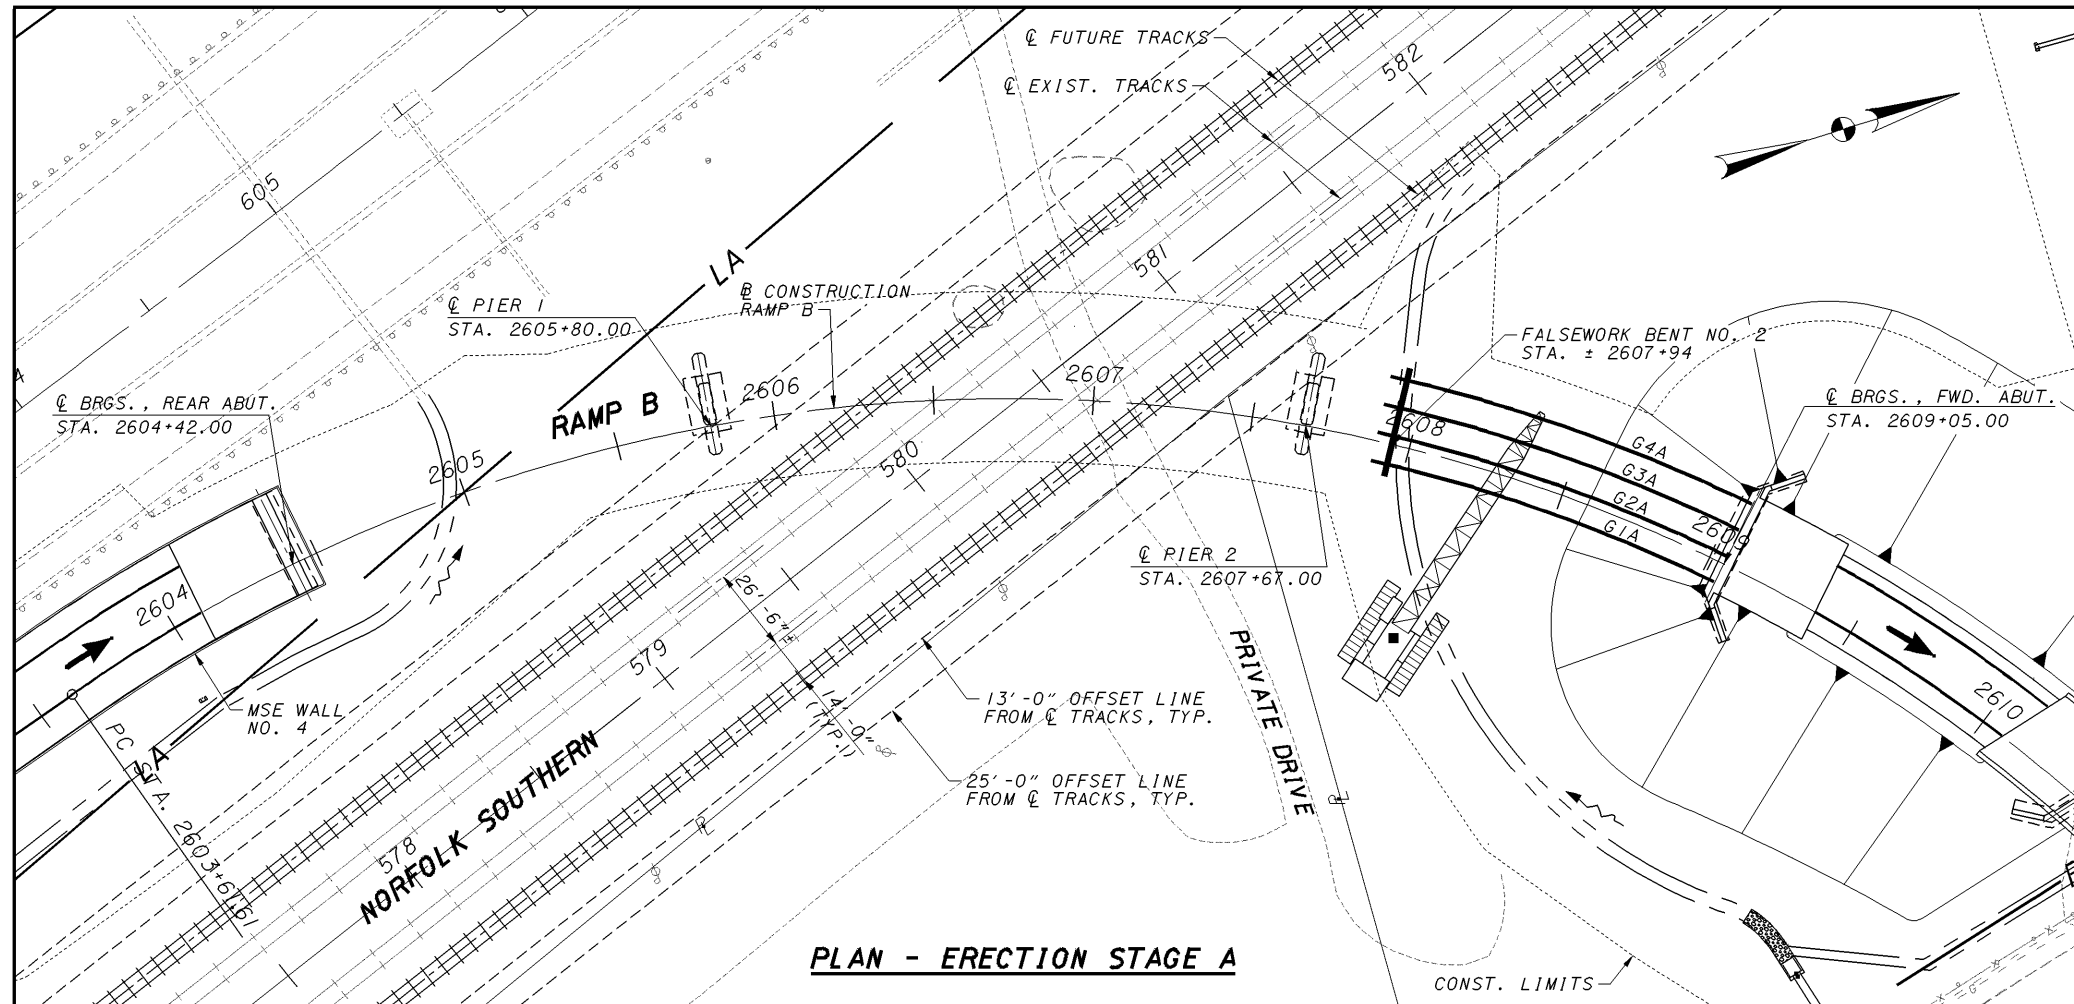 ℄ FUTURE TRACKS
℄ EXIST. TRACKS
582
605
581
LA
℄ PIER 1
STA. 2605+80.00
B CONSTRUCTION
RAMP B
FALSEWORK BENT NO. 2
STA. ± 2607+94
℄ BRGS., REAR ABUT.
STA. 2604+42.00
RAMP B
2606
2607
2608
℄ BRGS., FWD. ABUT.
STA. 2609+05.00
G4A
G3A
G2A
G1A
2605
580
2609
℄ PIER 2
STA. 2607+67.00
2604
26'-6"±
579
14'-0"
(TYP.)
PRIVATE DRIVE
MSE WALL
NO. 4
13'-0" OFFSET LINE
FROM ℄ TRACKS, TYP.
2610
LA
PC STA. 2603+61.61
25'-0" OFFSET LINE
FROM ℄ TRACKS, TYP.
578
NORFOLK SOUTHERN
PLAN - ERECTION STAGE A
CONST. LIMITS